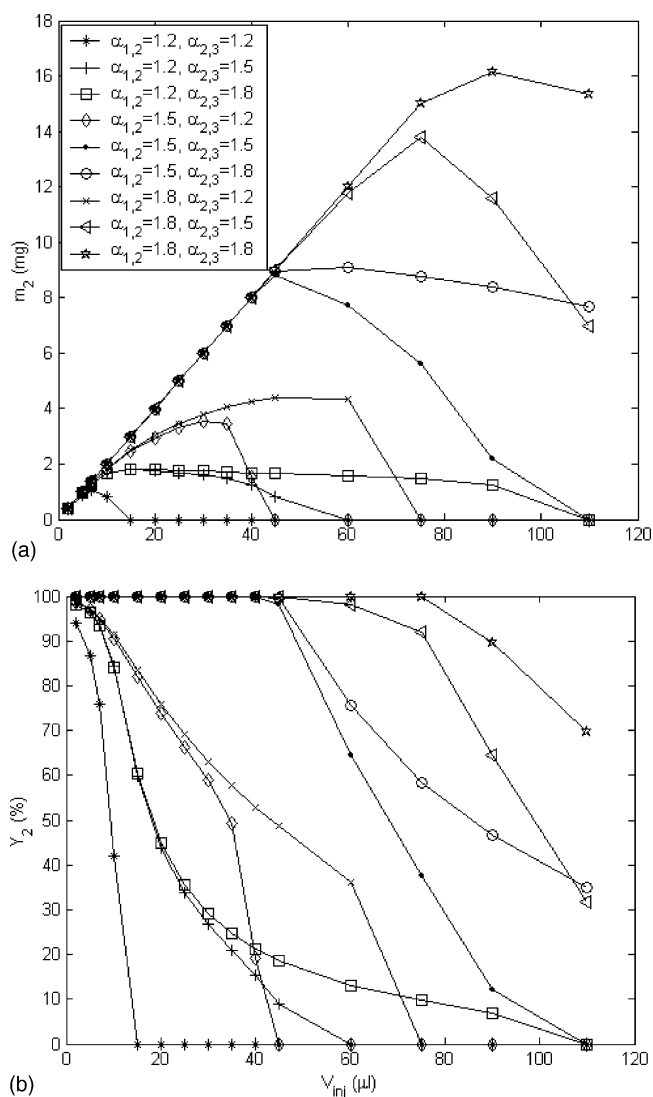 18
16
14
12
10
8
6
4
2
0
m2 (mg)
α1,2=1.2, α2,3=1.2
α1,2=1.2, α2,3=1.5
α1,2=1.2, α2,3=1.8
α1,2=1.5, α2,3=1.2
α1,2=1.5, α2,3=1.5
α1,2=1.5, α2,3=1.8
α1,2=1.8, α2,3=1.2
α1,2=1.8, α2,3=1.5
α1,2=1.8, α2,3=1.8
0 20 40 60 80 100 120
(a)
100
90
80
70
60
50
40
30
20
10
0
Y2 (%)
0 20 40 60 80 100 120
Vinj (μl)
(b)